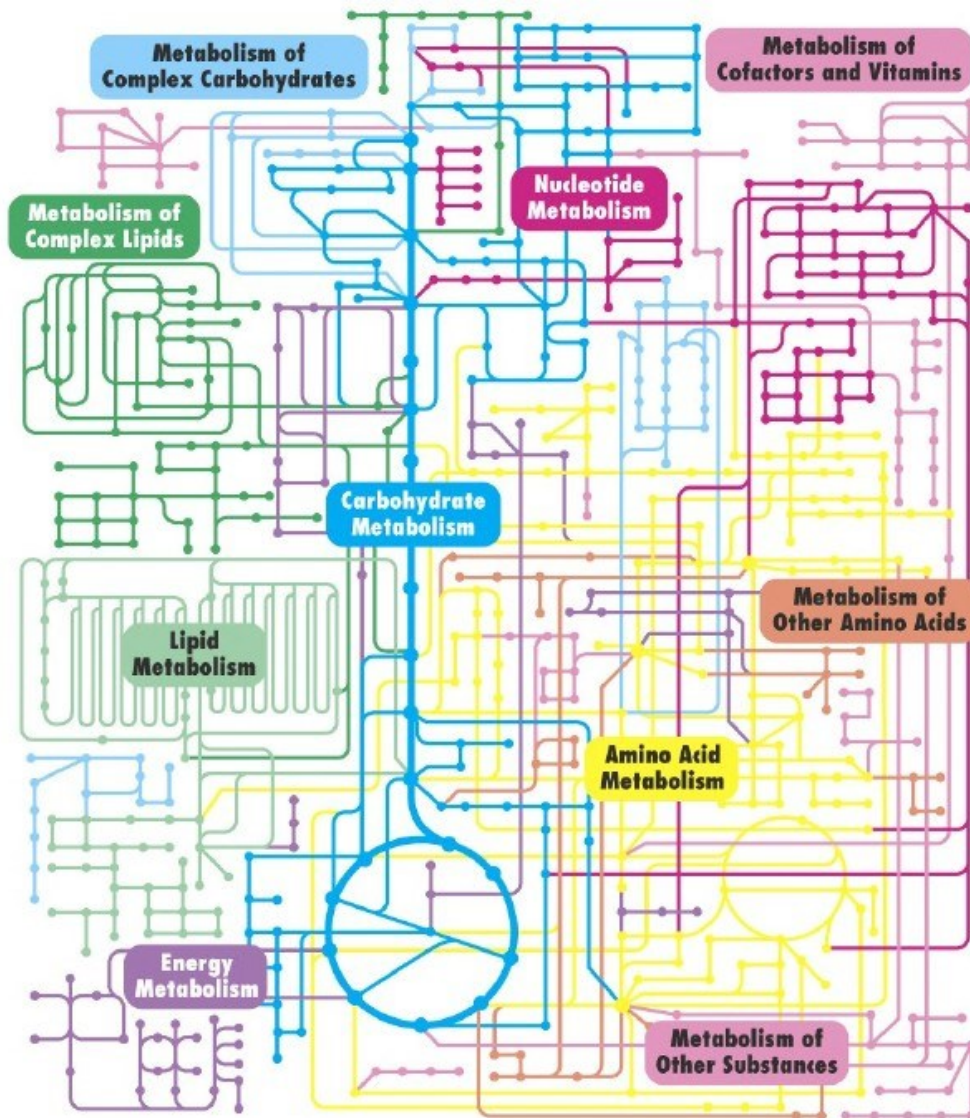 Metabolism of
Complex Carbohydrates
Metabolism of
Cofactors and Vitamins
Nucleotide
Metabolism
Metabolism of
Complex Lipids
Carbohydrate
Metabolism
Metabolism of
Other Amino Acids
Lipid
Metabolism
Amino Acid
Metabolism
Energy
Metabolism
Metabolism of
Other Substances